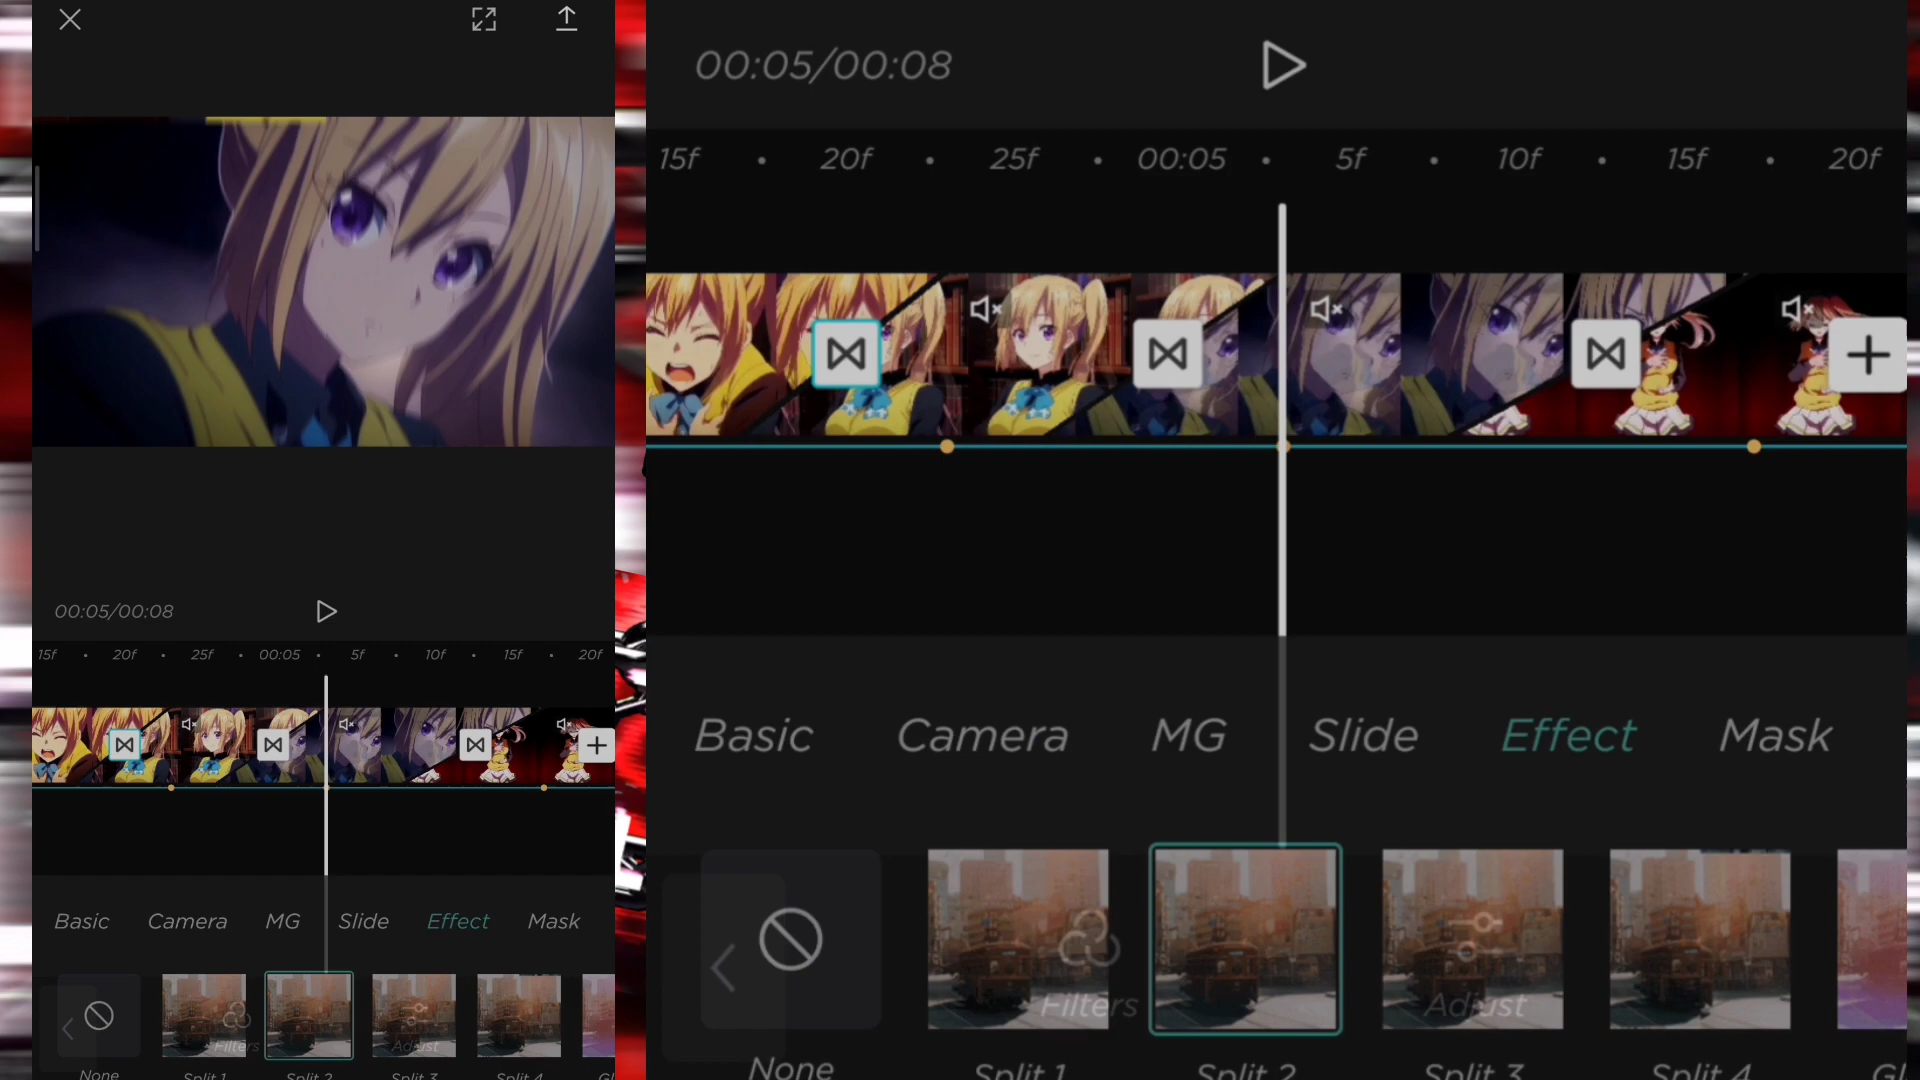 00:05/00:08
15f 20f 25f 00:05 5f 10f 15f 20f
Basic Camera MG Slide Effect Mask
Filters Adjust
None Split 1 Split 2 Split 3 Split 4
00:05/00:08
15f 20f 25f 00:05 5f 10f 15f 20f
Basic Camera MG Slide Effect Mask
Filters Adjust
None Split 1 Split 2 Split 3 Split 4